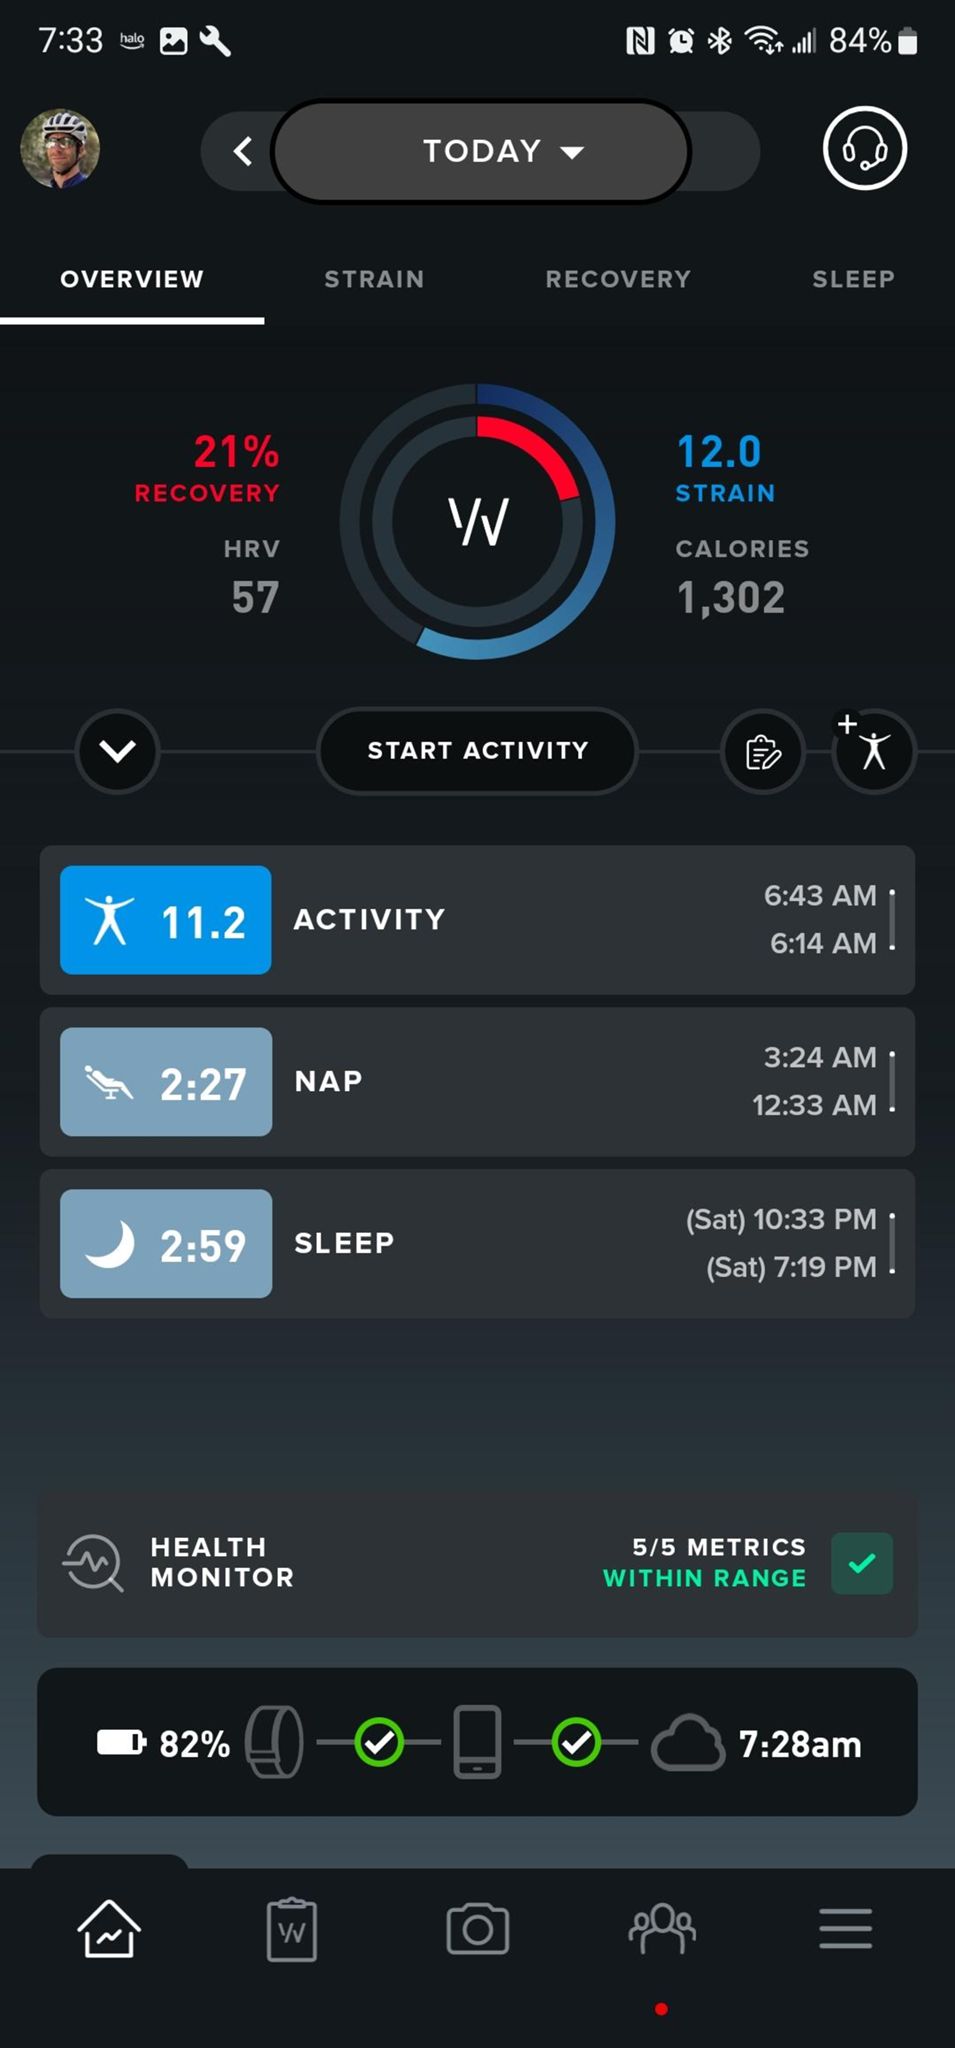 7:33 halo 84%
TODAY
OVERVIEW STRAIN RECOVERY SLEEP
21%
RECOVERY
HRV
57
12.0
STRAIN
CALORIES
1,302
START ACTIVITY
11.2 ACTIVITY
6:43 AM
6:14 AM
2:27 NAP
3:24 AM
12:33 AM
2:59 SLEEP
(Sat) 10:33 PM
(Sat) 7:19 PM
HEALTH
MONITOR
5/5 METRICS
WITHIN RANGE
82% 7:28am